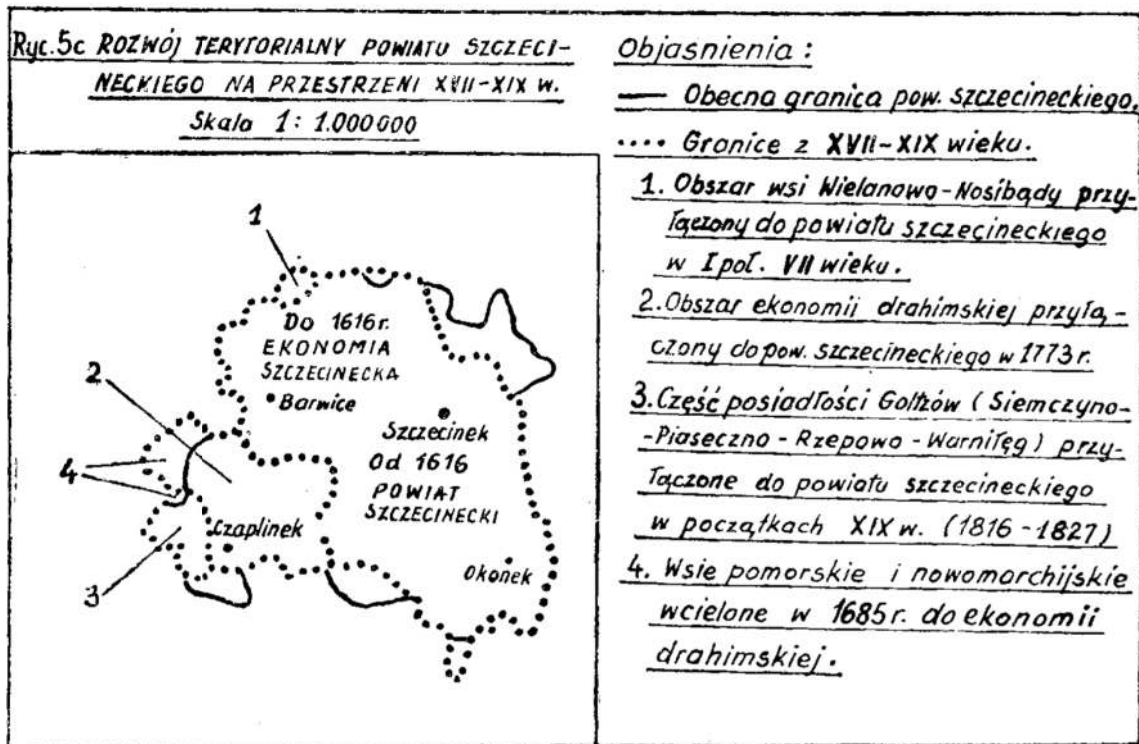 Ryc.5c ROZWÓJ TERYTORIALNY POWIATU SZCZECI-
NECKIEGO NA PRZESTRZENI XVII-XIX W.
Skala 1: 1.000000
1
Do 1616r.
EKONOMIA
SZCZECINECKA
Barwice
2
Szczecinek
Od 1616
POWIAT
SZCZECINECKI
4
Czaplinek
3
Okonek
Objasnienia :
Obecna granica pow. szczecineckiego,
Granice z XVII-XIX wieku.
1. Obszar wsi Wielanowo-Nosibądy przy-
łączony do powiatu szczecineckiego
w I poł. VII wieku.
2. Obszar ekonomii drahimskiej przyłą-
czony do pow. szczecineckiego w 1773 r.
3. Część posiadłości Goltzów (Siemczyno-
-Piaseczno-Rzepowo-Warniłęg) przy-
łączone do powiatu szczecineckiego
w początkach XIX w. (1816-1827)
4. Wsie pomorskie i nowomarchijskie
wcielone w 1685 r. do ekonomii
drahimskiej.